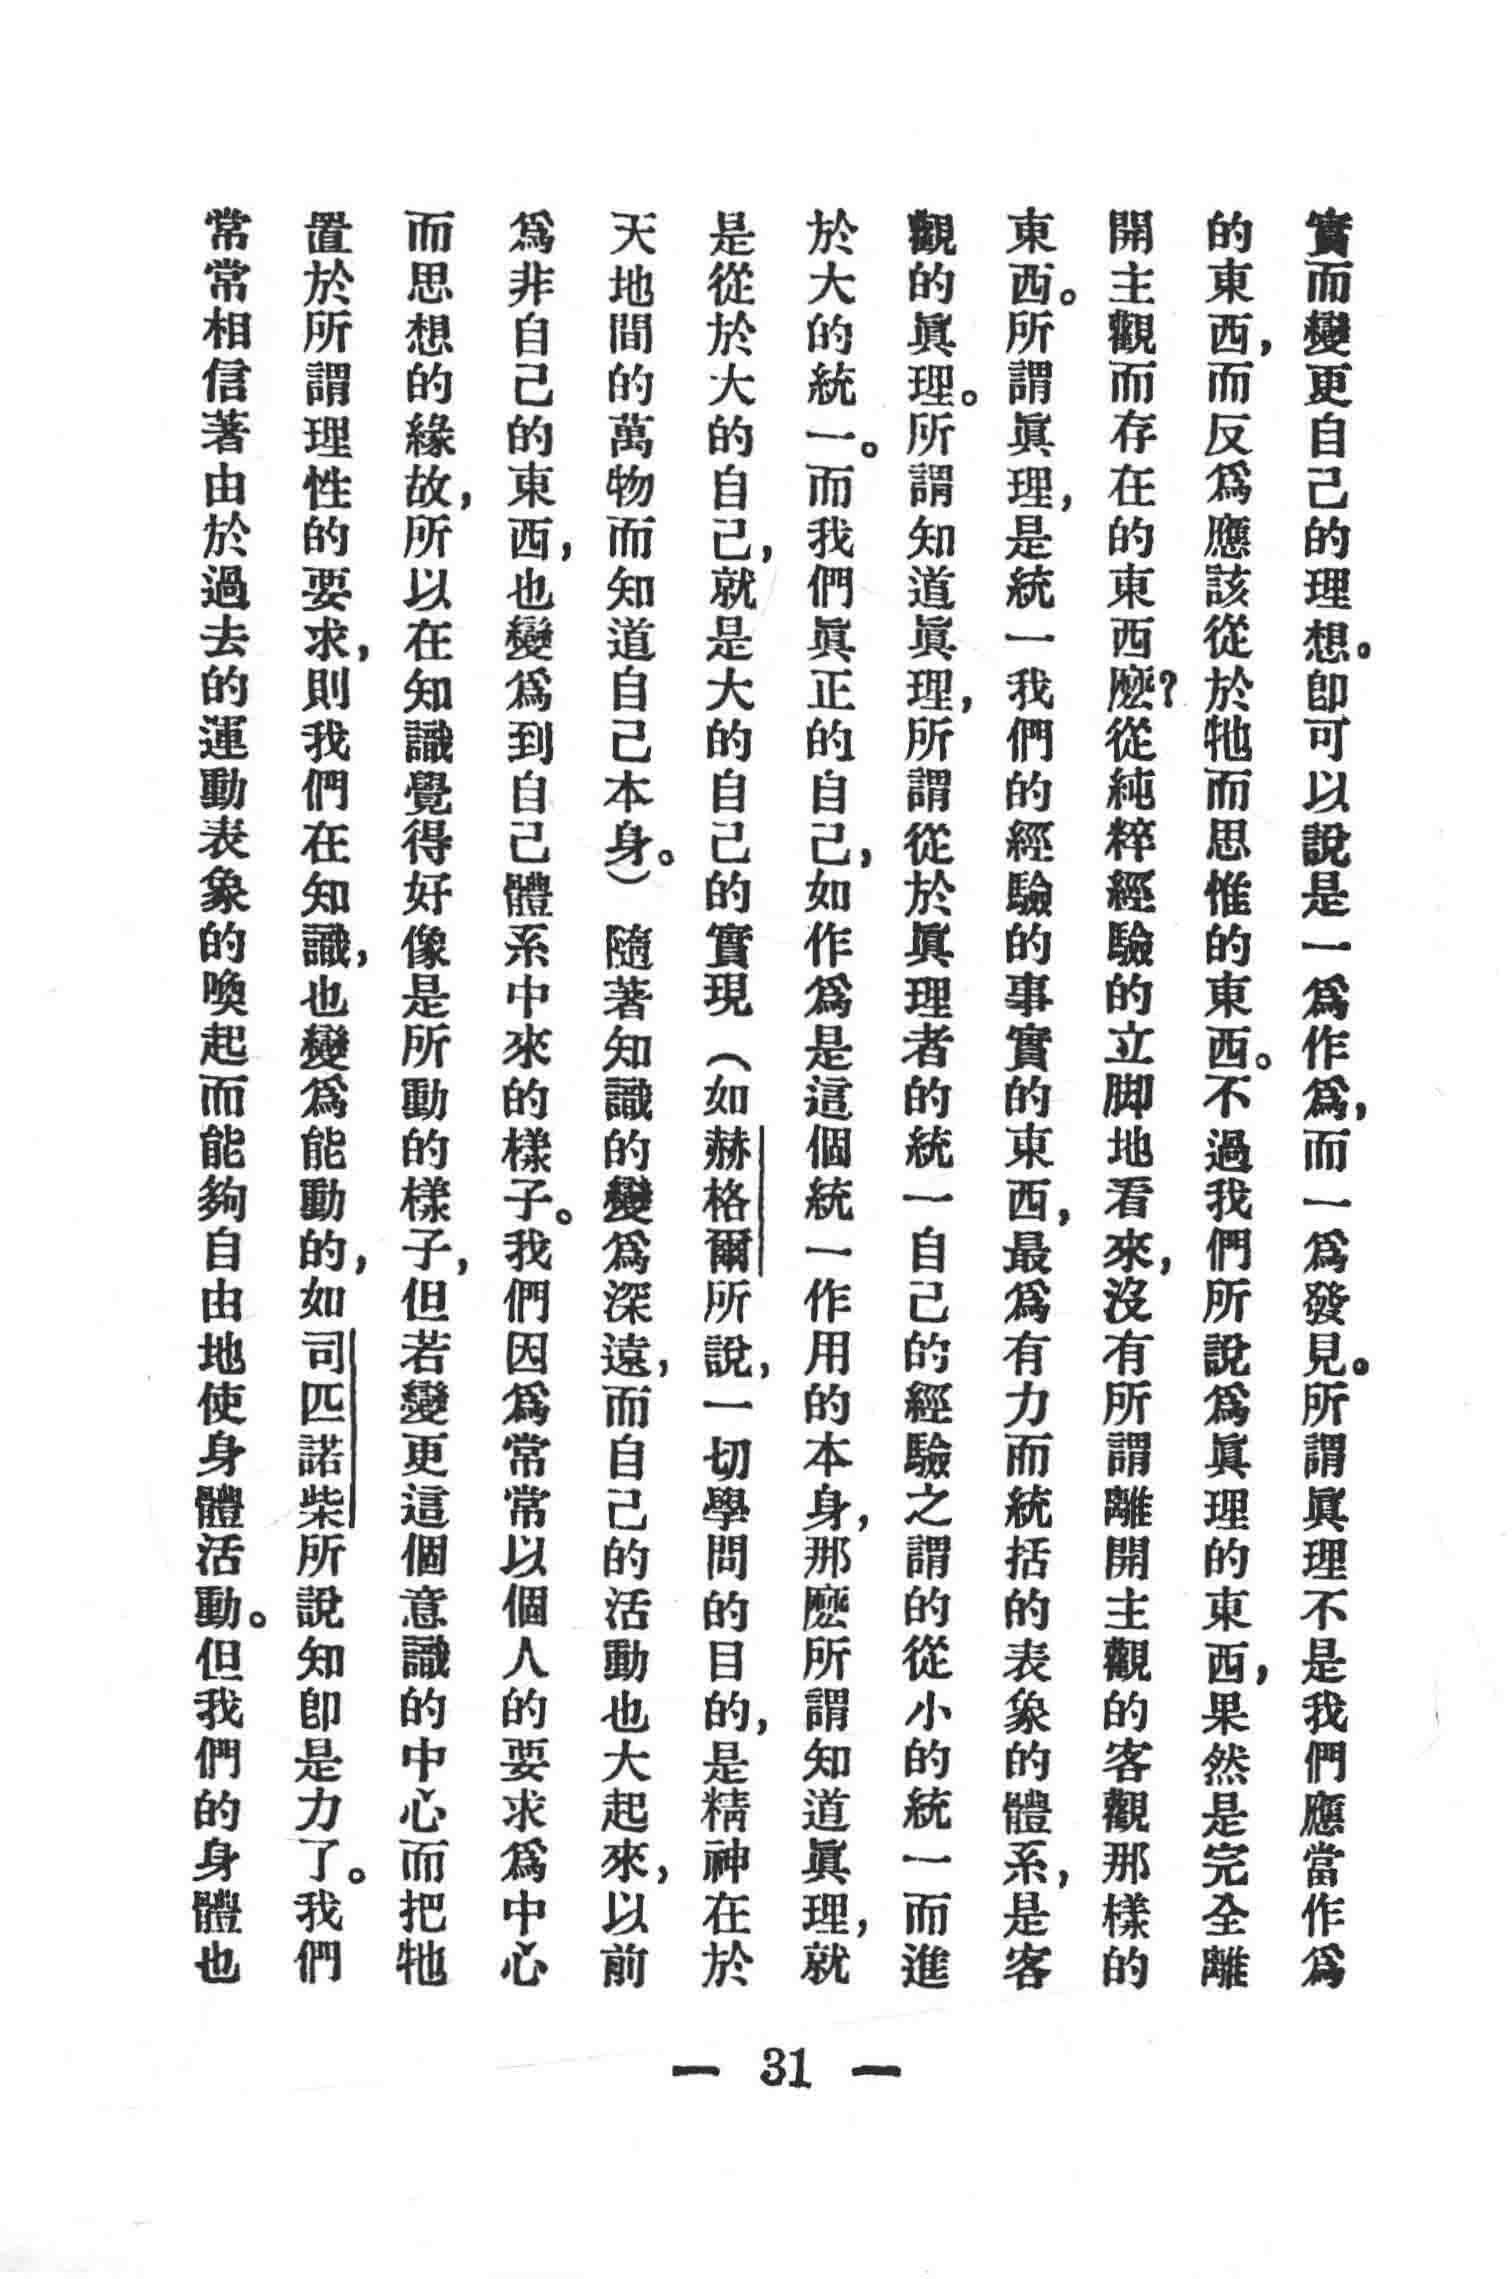 實而變更自己的理想。卽可以說是一爲作爲，而一爲發見。所謂眞理不是我們應當作爲
的東西，而反爲應該從於牠而思惟的東西。不過我們所說爲眞理的東西，果然是完全離
開主觀而存在的東西麽？從純粹經驗的立脚地看來，沒有所謂離開主觀的客觀那樣的
東西。所謂眞理，是統一我們的經驗的事實的東西，最爲有力而統括的表象的體系，是客
觀的眞理。所謂知道眞理，所謂從於眞理者的統一自己的經驗之謂的從小的統一而進
於大的統一。而我們眞正的自己，如作爲是這個統一作用的本身，那麽所謂知道眞理，就
是從於大的自己，就是大的自己的實現（如赫格爾所說，一切學問的目的，是精神在於
天地間的萬物而知道自己本身。）隨著知識的變爲深遠，而自己的活動也大起來，以前
爲非自己的東西，也變爲到自己體系中來的樣子。我們因爲常常以個人的要求爲中心
而思想的緣故，所以在知識覺得好像是所動的樣子，但若變更這個意識的中心而把牠
置於所謂理性的要求，則我們在知識，也變爲能動的，如司匹諾柴所說知卽是力了。我們
常常相信著由於過去的運動表象的喚起而能夠自由地使身體活動。但我們的身體也
— 31 —